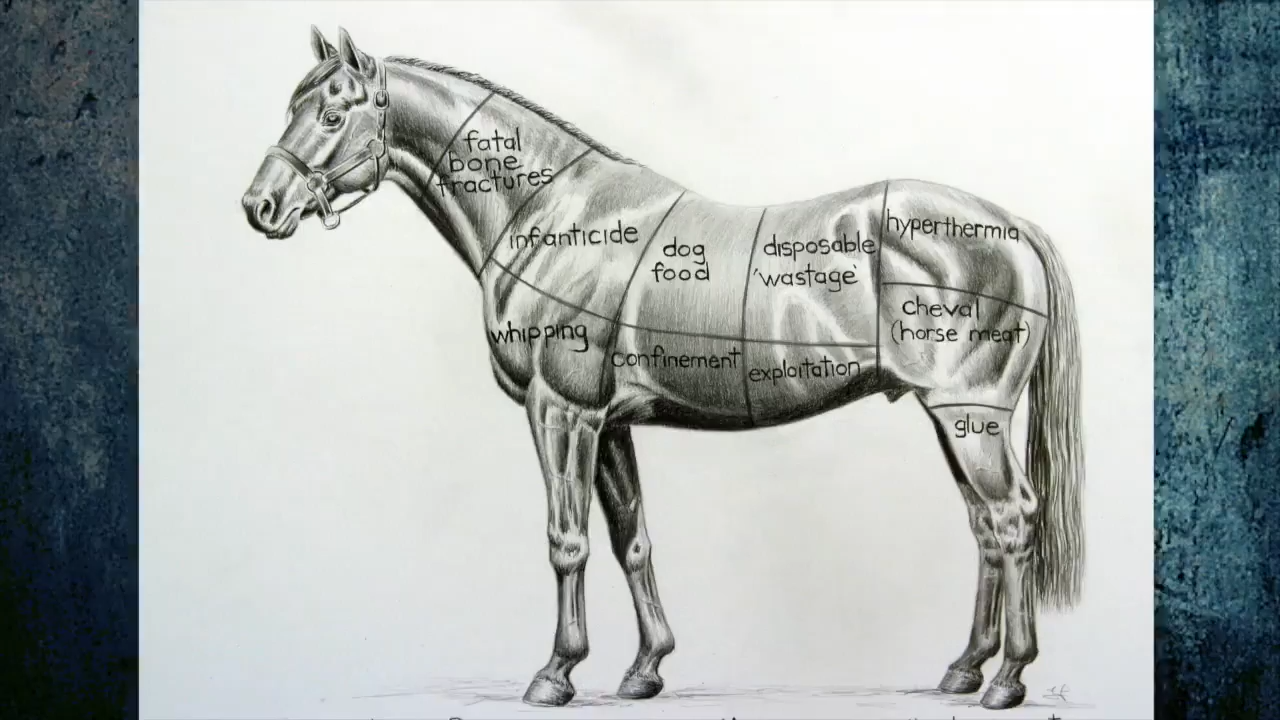 fatal
bone
fractures
infanticide
dog
food
disposable
'wastage'
hyperthermia
whipping
confinement
exploitation
cheval
(horse meat)
glue